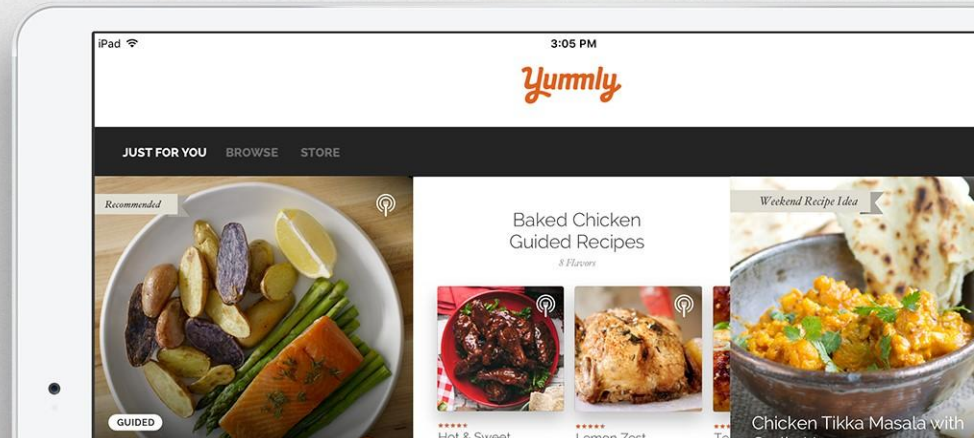 iPad
3:05 PM
Yummly
JUST FOR YOU BROWSE STORE
Recommended
GUIDED
Baked Chicken
Guided Recipes
8 Flavors
Hot & Sweet
Lemon Zest
Weekend Recipe Idea
Chicken Tikka Masala with